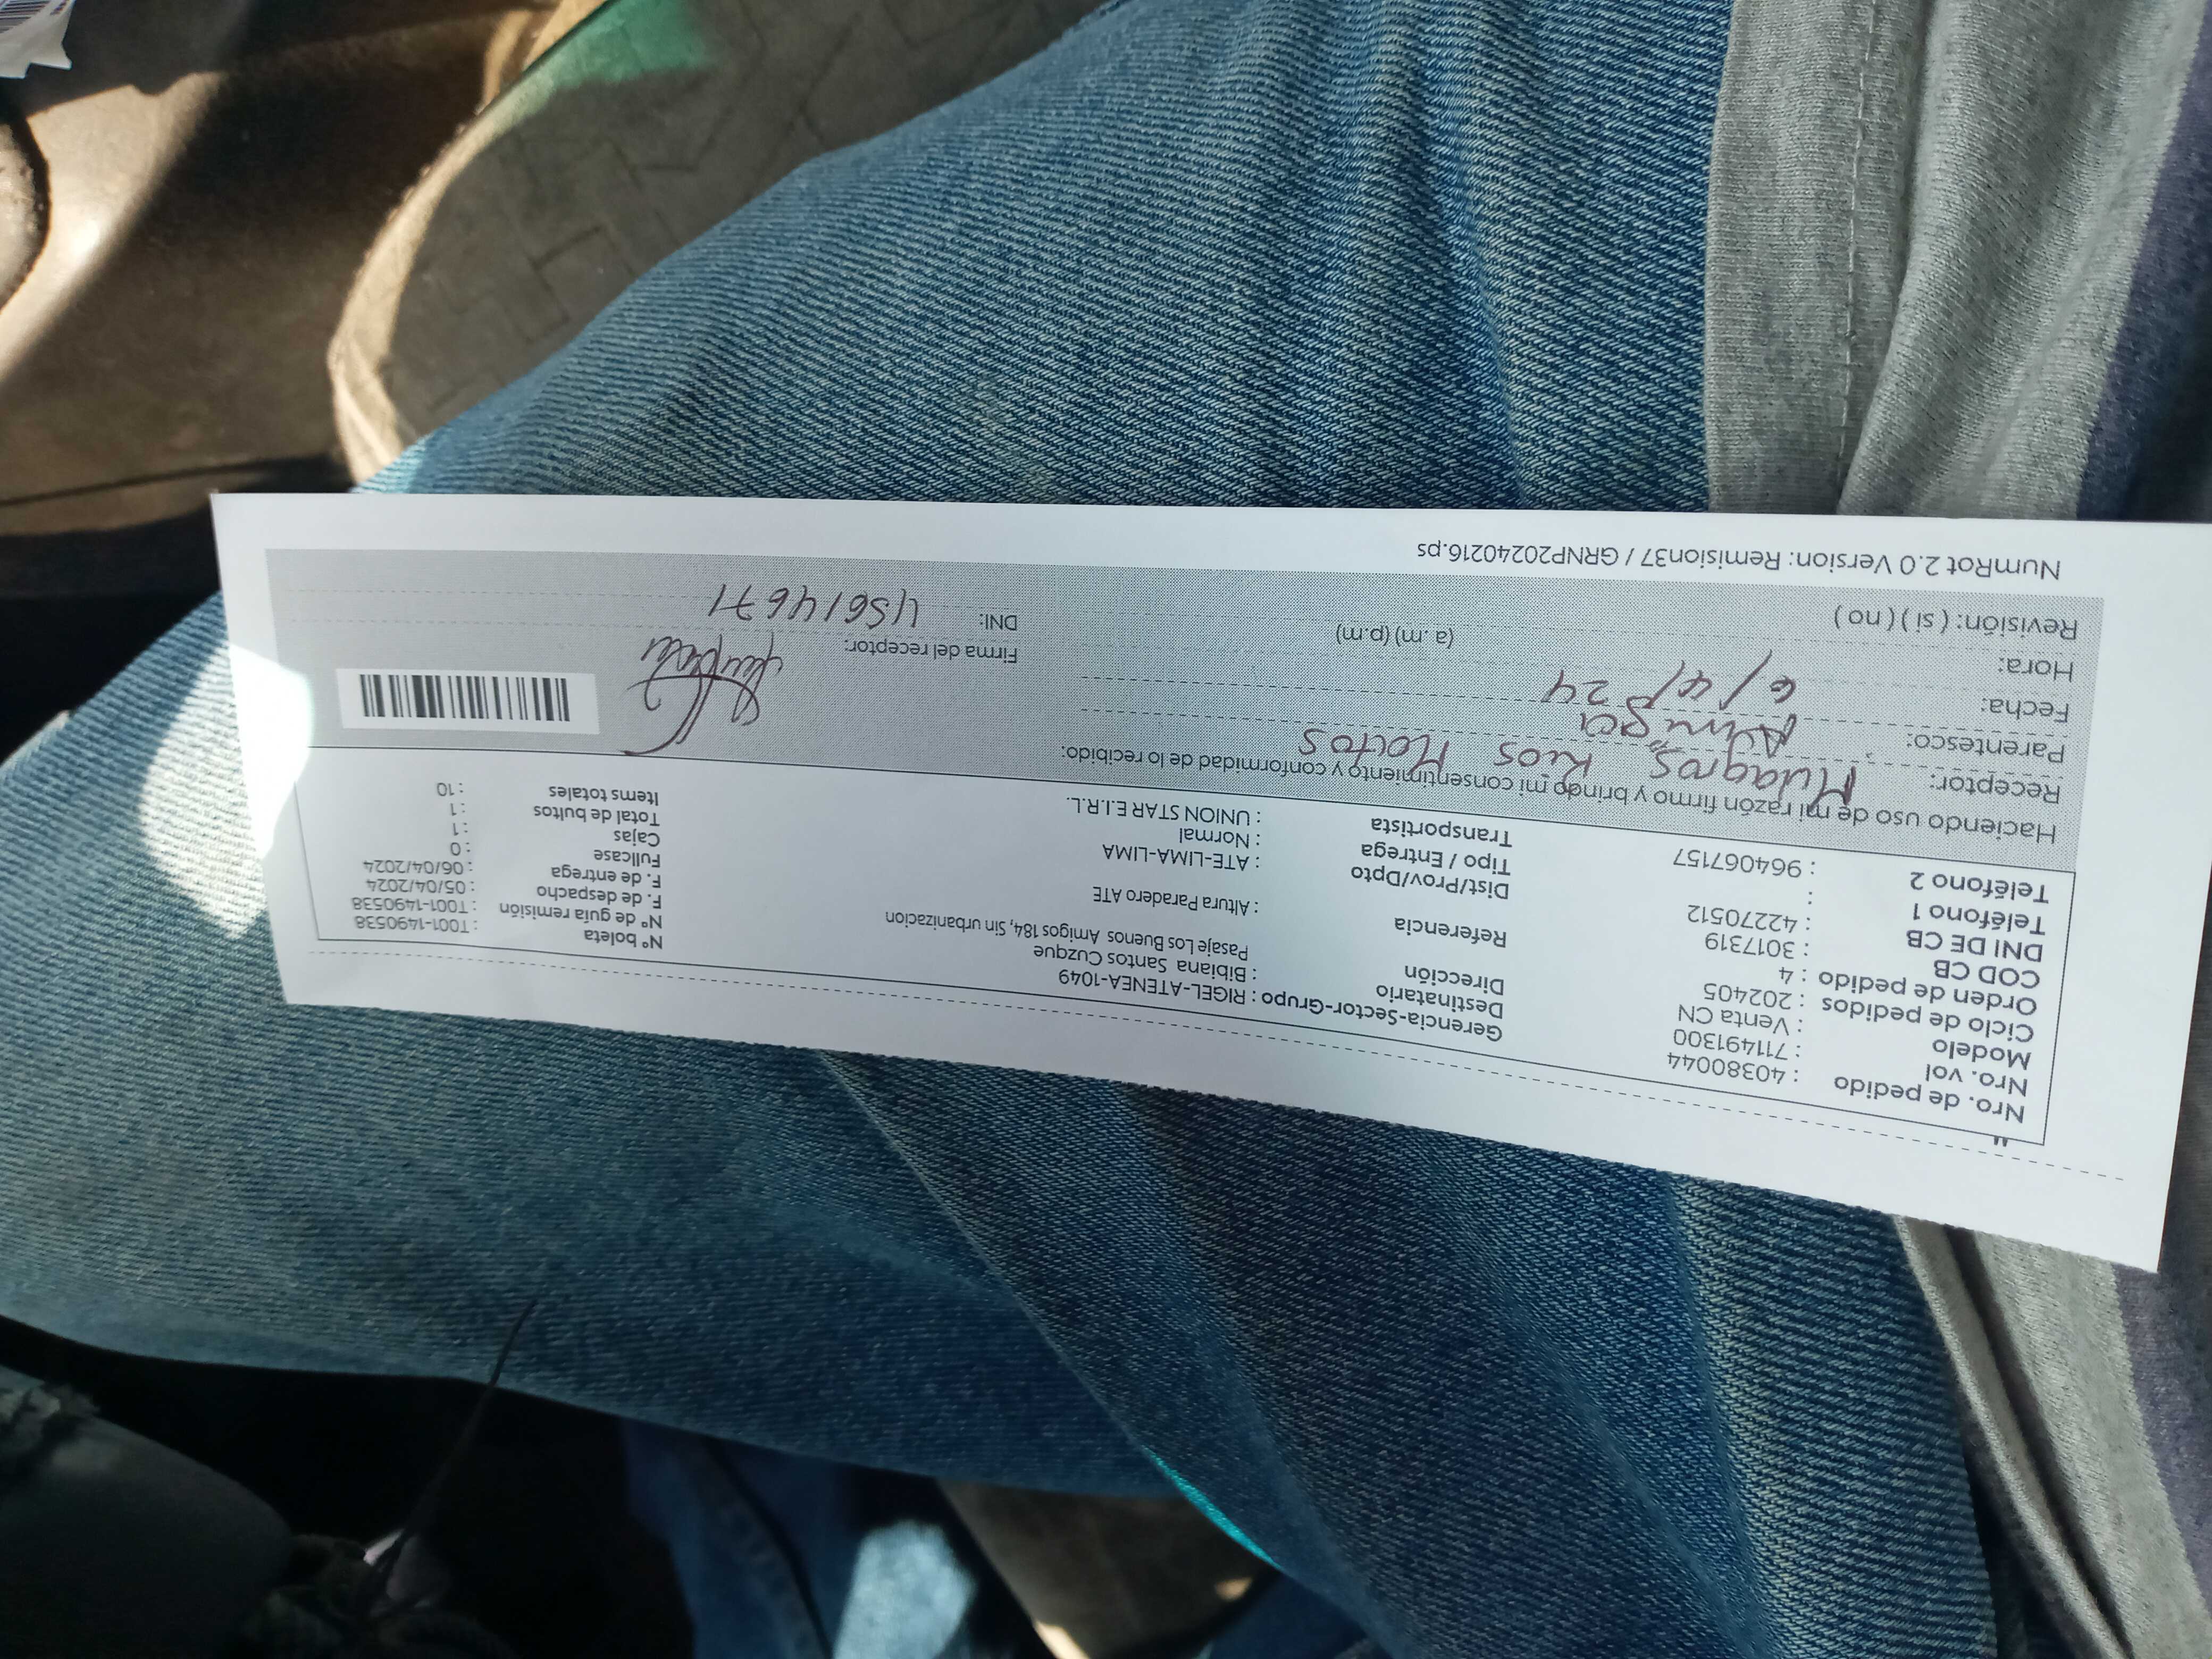 Nro. de pedido : 40380044
Nro. vol : 711491300
Modelo : Venta CN
Ciclo de pedidos : 202405
Orden de pedido : 4
COD CB : 3017319
DNI DE CB : 42270512
Teléfono 1 :
Teléfono 2 : 964067157
Gerencia-Sector-Grupo : RIGEL-ATENEA-1049
Destinatario : Bibiana Santos Cuzque
Dirección Pasaje Los Buenos Amigos 184, Sin urbanizacion
Referencia : Altura Paradero ATE
Dist/Prov/Dpto : ATE-LIMA-LIMA
Tipo / Entrega : Normal
Transportista : UNION STAR E.I.R.L.
Nº boleta : T001-1490538
Nº de guía remisión : T001-1490538
F. de despacho : 05/04/2024
F. de entrega : 06/04/2024
Fullcase : 0
Cajas : 1
Total de bultos : 1
Items totales : 10
Haciendo uso de mi razón firmo y brindo mi consentimiento y conformidad de lo recibido:
Receptor: Milagros Rios Hoctos
Parentesco: Amiga
Fecha: 6/4/24
Hora: (a.m) (p.m)
Revisión: ( si ) ( no )
Firma del receptor:
DNI: 45614671
NumRot 2.0 Version: Remision37 / GRNP20240216.ps